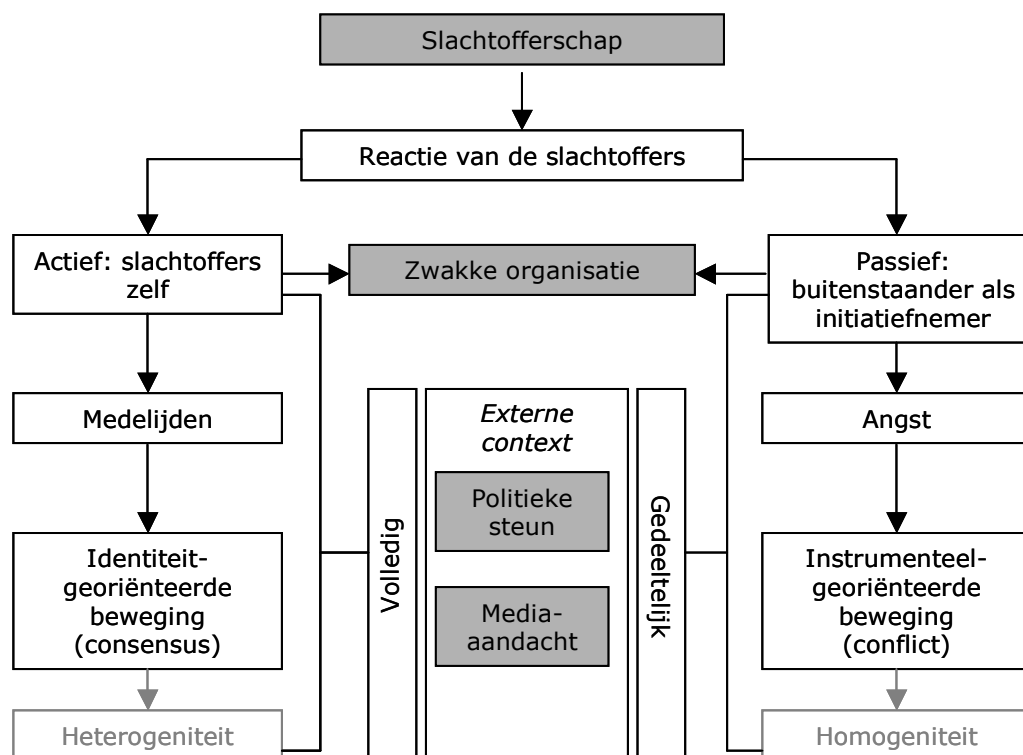 Slachtofferschap
Reactie van de slachtoffers
Actief: slachtoffers
zelf
Zwakke organisatie
Passief:
buitenstaander als
initiatiefnemer
Medelijden
Volledig
Externe
context
Gedeeltelijk
Angst
Politieke
steun
Identiteit-
georiënteerde
beweging
(consensus)
Media-
aandacht
Instrumenteel-
georiënteerde
beweging
(conflict)
Heterogeniteit
Homogeniteit